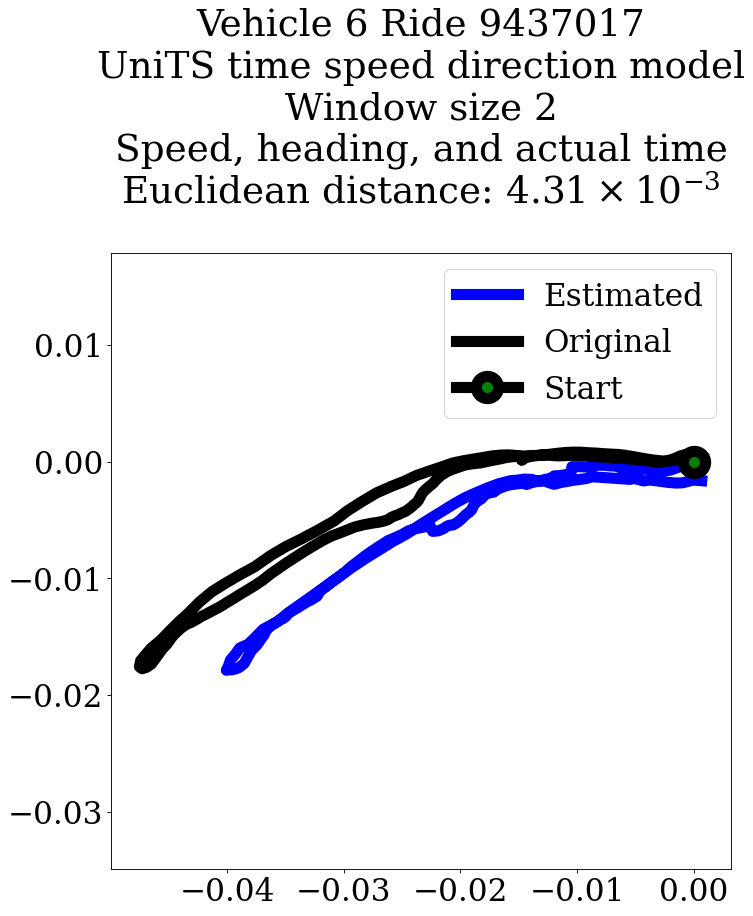 Vehicle 6 Ride 9437017
UniTS time speed direction model
Window size 2
Speed, heading, and actual time
Euclidean distance: 4.31 × 10⁻³
Estimated
Original
Start
0.01
0.00
−0.01
−0.02
−0.03
−0.04 −0.03 −0.02 −0.01 0.00